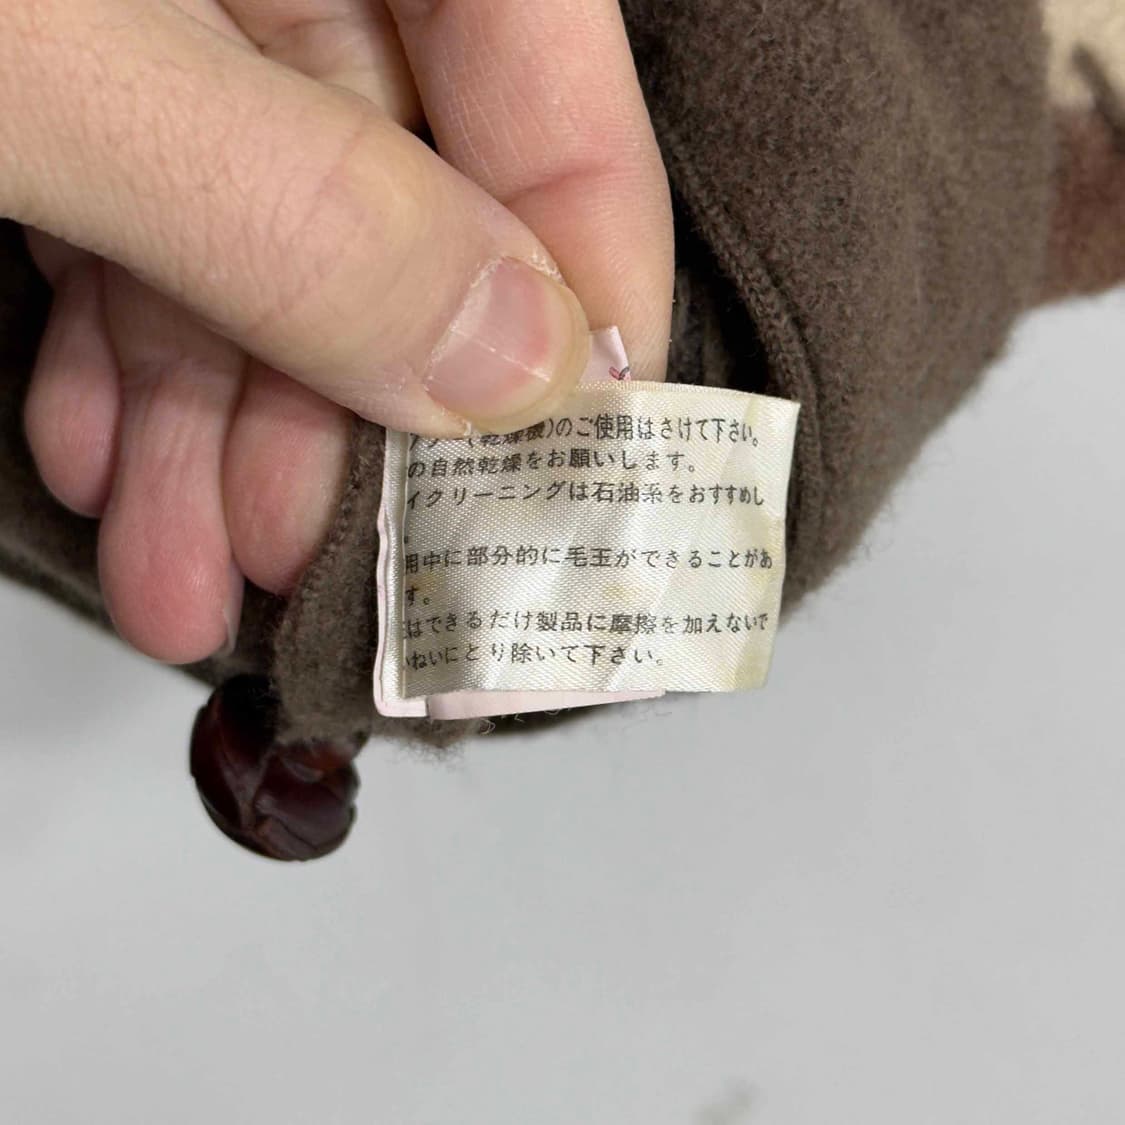 (乾燥機)のご使用はさけて下さい。
の自然乾燥をお願いします。
イクリーニングは石油系をおすすめし
。
用中に部分的に毛玉ができることがあ
す。
はできるだけ製品に摩擦を加えないで
いねいにとり除いて下さい。